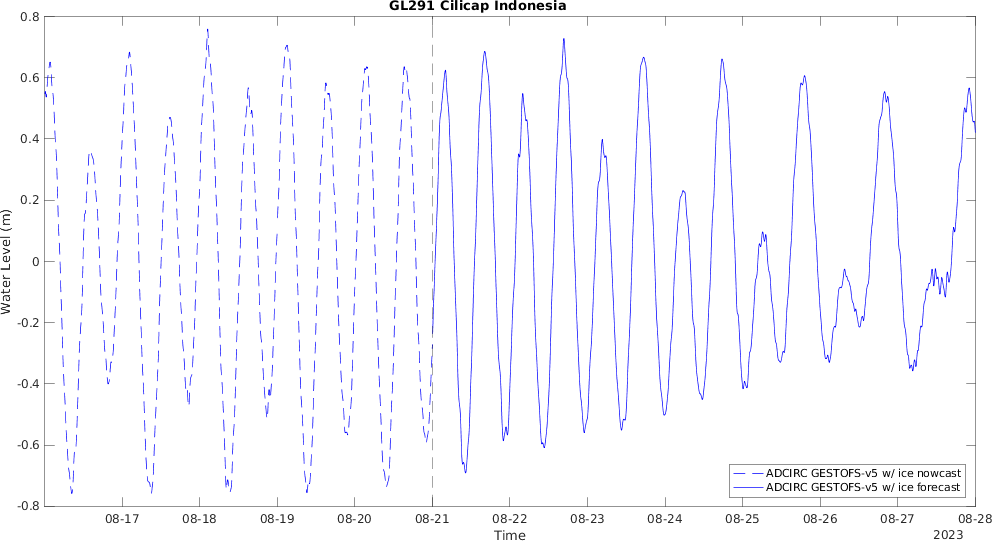 GL291 Cilicap Indonesia
0.8
0.6
0.4
0.2
0
-0.2
-0.4
-0.6
-0.8
Water Level (m)
ADCIRC GESTOFS-v5 w/ ice nowcast
ADCIRC GESTOFS-v5 w/ ice forecast
08-17 08-18 08-19 08-20 08-21 08-22 08-23 08-24 08-25 08-26 08-27 08-28
Time
2023